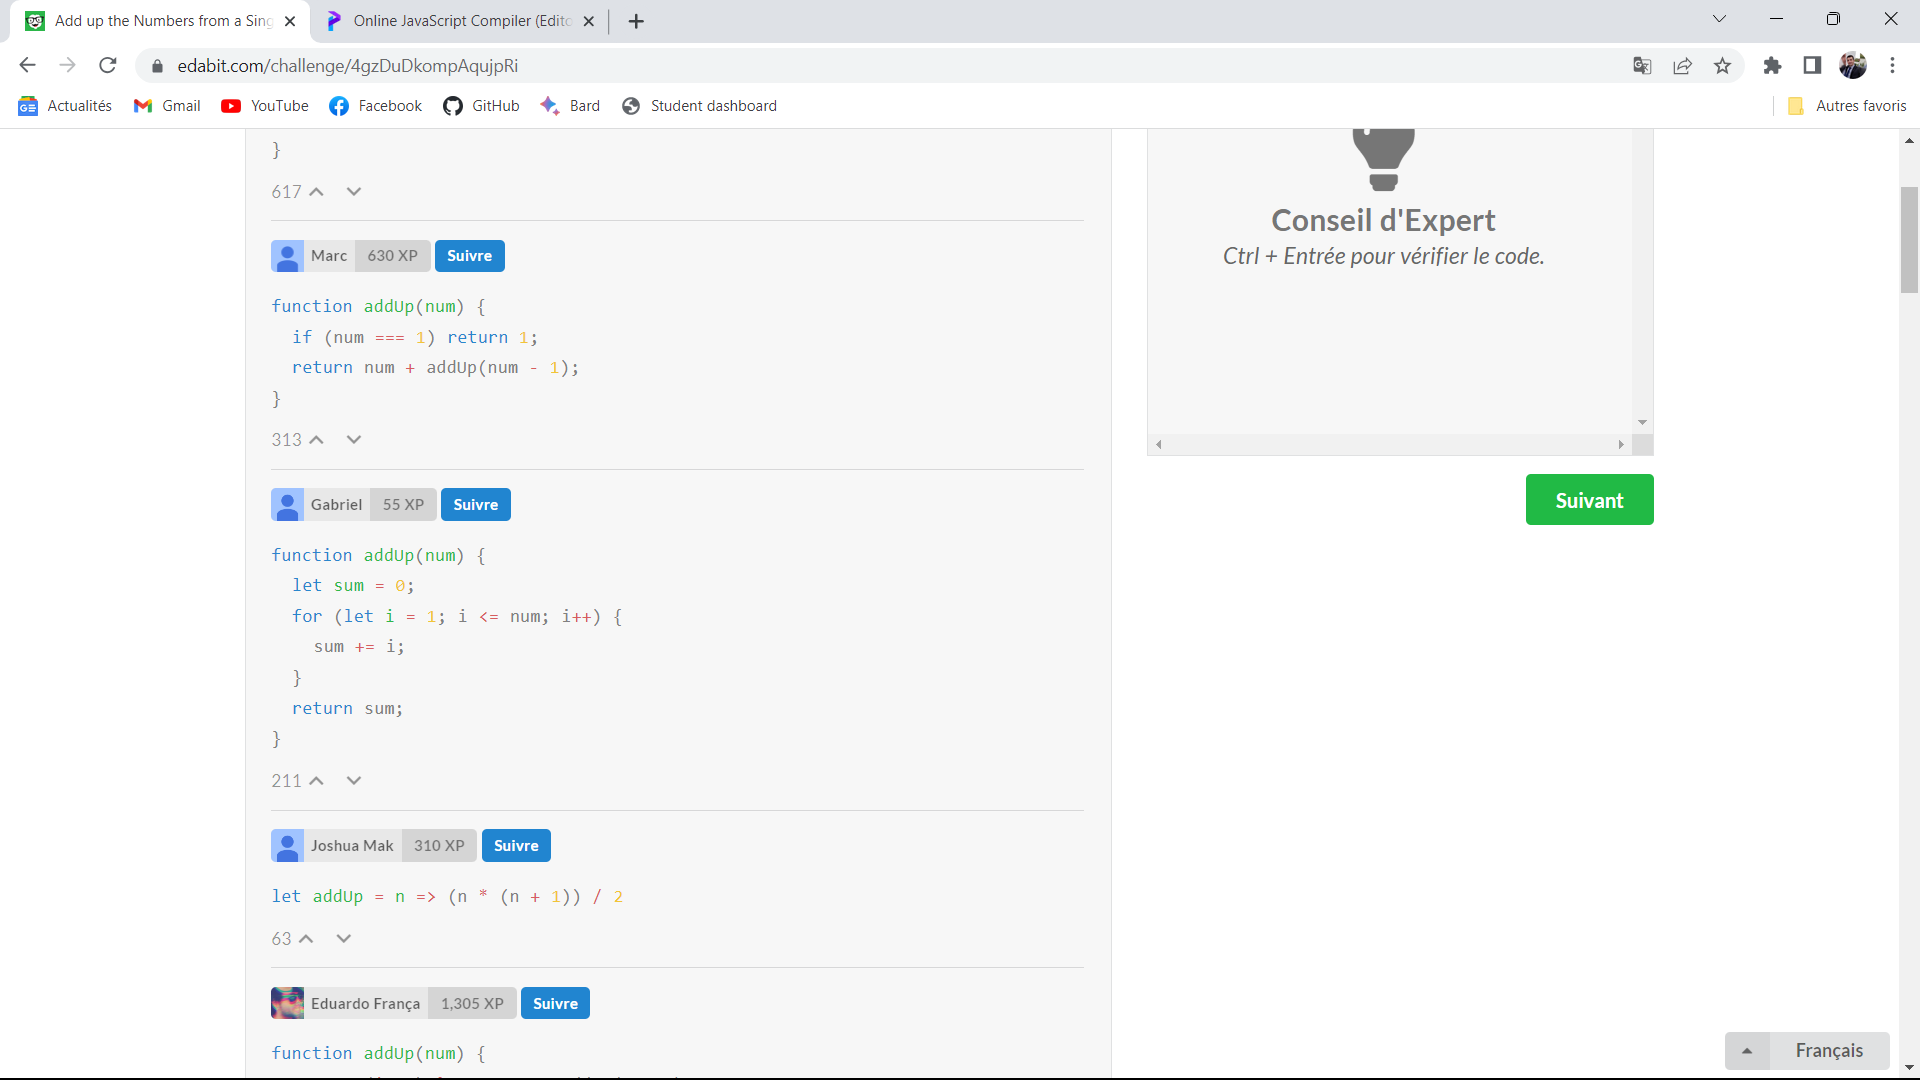 Add up the Numbers from a Sing
Online JavaScript Compiler (Edito
edabit.com/challenge/4gzDuDkompAqujpRi
Actualités
Gmail
YouTube
Facebook
GitHub
Bard
Student dashboard
Autres favoris
}
617
Marc 630 XP Suivre
function addUp(num) {
if (num === 1) return 1;
return num + addUp(num - 1);
}
313
Gabriel 55 XP Suivre
function addUp(num) {
let sum = 0;
for (let i = 1; i <= num; i++) {
sum += i;
}
return sum;
}
211
Joshua Mak 310 XP Suivre
let addUp = n => (n * (n + 1)) / 2
63
Eduardo França 1,305 XP Suivre
function addUp(num) {
Conseil d'Expert
Ctrl + Entrée pour vérifier le code.
Suivant
Français